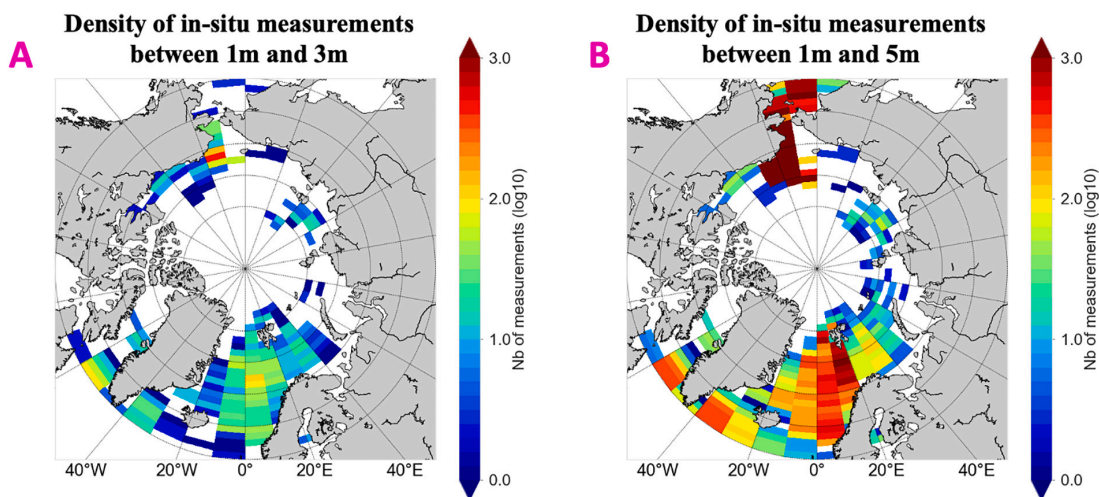 A
Density of in-situ measurements
between 1m and 3m
3.0
2.0
1.0
0.0
Nb of measurements (log10)
40°W
20°W
0°
20°E
40°E
B
Density of in-situ measurements
between 1m and 5m
3.0
2.0
1.0
0.0
Nb of measurements (log10)
40°W
20°W
0°
20°E
40°E